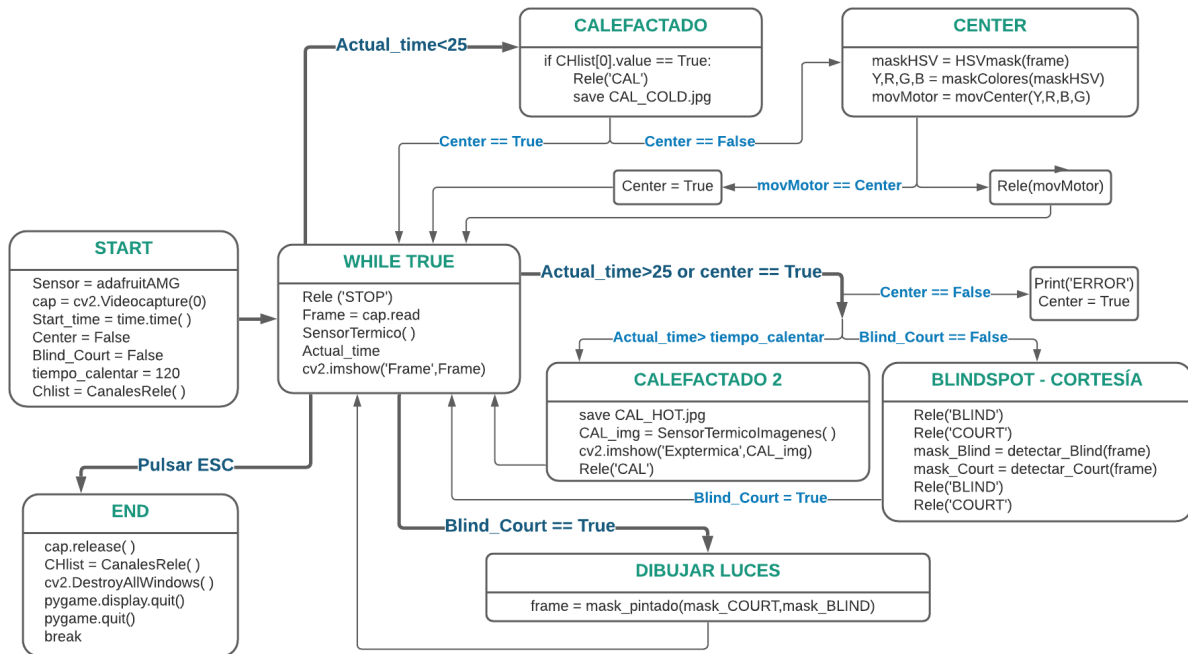 CALEFACTADO
if CHlist[0].value == True:
Rele('CAL')
save CAL_COLD.jpg
CENTER
maskHSV = HSVmask(frame)
Y,R,G,B = maskColores(maskHSV)
movMotor = movCenter(Y,R,B,G)
Actual_time<25
Center == True
Center == False
Center = True
movMotor == Center
Rele(movMotor)
START
Sensor = adafruitAMG
cap = cv2.Videocapture(0)
Start_time = time.time( )
Center = False
Blind_Court = False
tiempo_calentar = 120
Chlist = CanalesRele( )
WHILE TRUE
Rele ('STOP')
Frame = cap.read
SensorTermico( )
Actual_time
cv2.imshow('Frame',Frame)
Actual_time>25 or center == True
Center == False
Print('ERROR')
Center = True
Actual_time> tiempo_calentar
Blind_Court == False
CALEFACTADO 2
save CAL_HOT.jpg
CAL_img = SensorTermicoImagenes( )
cv2.imshow('Exptermica',CAL_img)
Rele('CAL')
BLINDSPOT - CORTESÍA
Rele('BLIND')
Rele('COURT')
mask_Blind = detectar_Blind(frame)
mask_Court = detectar_Court(frame)
Rele('BLIND')
Rele('COURT')
Blind_Court = True
Pulsar ESC
END
cap.release( )
CHlist = CanalesRele( )
cv2.DestroyAllWindows( )
pygame.display.quit()
pygame.quit()
break
Blind_Court == True
DIBUJAR LUCES
frame = mask_pintado(mask_COURT,mask_BLIND)